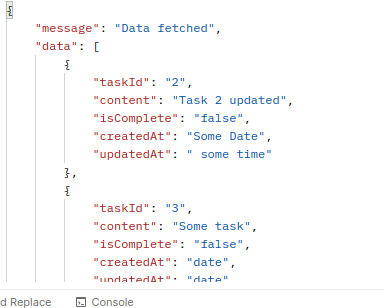 {
"message": "Data fetched",
"data": [
{
"taskId": "2",
"content": "Task 2 updated",
"isComplete": "false",
"createdAt": "Some Date",
"updatedAt": " some time"
},
{
"taskId": "3",
"content": "Some task",
"isComplete": "false",
"createdAt": "date",
"updatedAt": "date"
d Replace Console